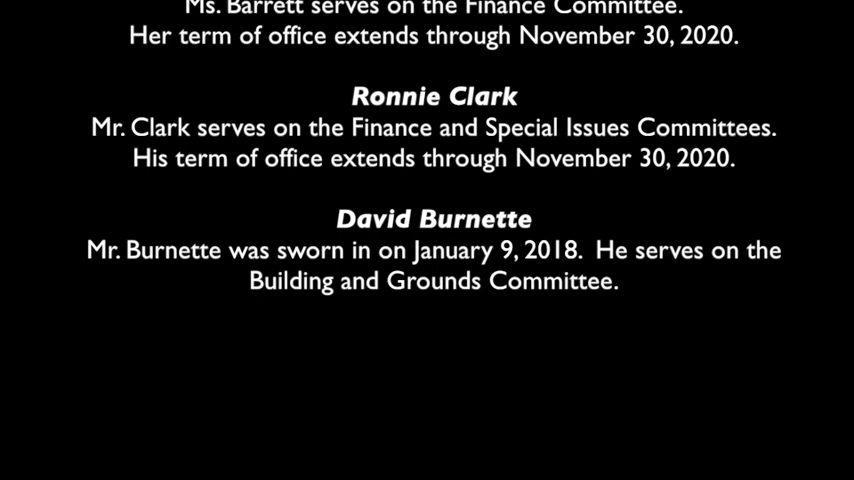 Ms. Barrett serves on the Finance Committee.
Her term of office extends through November 30, 2020.
Ronnie Clark
Mr. Clark serves on the Finance and Special Issues Committees.
His term of office extends through November 30, 2020.
David Burnette
Mr. Burnette was sworn in on January 9, 2018. He serves on the
Building and Grounds Committee.